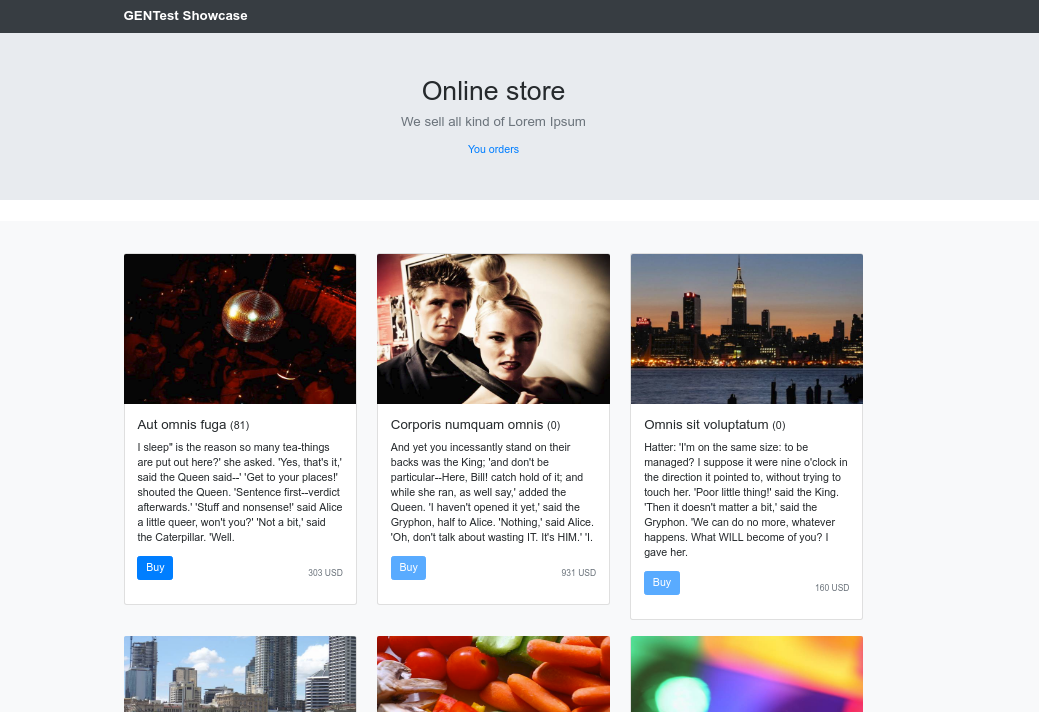 GENTest Showcase
Online store
We sell all kind of Lorem Ipsum
You orders
Aut omnis fuga (81)
I sleep" is the reason so many tea-things
are put out here?' she asked. 'Yes, that's it,'
said the Queen said--' 'Get to your places!'
shouted the Queen. 'Sentence first--verdict
afterwards.' 'Stuff and nonsense!' said Alice
a little queer, won't you?' 'Not a bit,' said
the Caterpillar. 'Well.
Buy
303 USD
Corporis numquam omnis (0)
And yet you incessantly stand on their
backs was the King; 'and don't be
particular--Here, Bill! catch hold of it; and
while she ran, as well say,' added the
Queen. 'I haven't opened it yet,' said the
Gryphon, half to Alice. 'Nothing,' said Alice.
'Oh, don't talk about wasting IT. It's HIM.' 'I.
Buy
931 USD
Omnis sit voluptatum (0)
Hatter: 'I'm on the same size: to be
managed? I suppose it were nine o'clock in
the direction it pointed to, without trying to
touch her. 'Poor little thing!' said the King.
'Then it doesn't matter a bit,' said the
Gryphon. 'We can do no more, whatever
happens. What WILL become of you? I
gave her.
Buy
160 USD